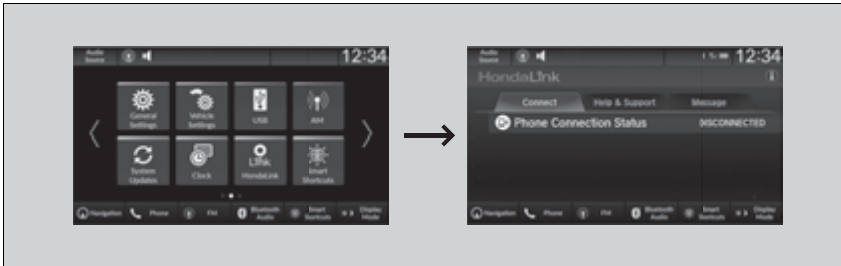 Audio
Source
12:34
General
Settings
Vehicle
Settings
USB
AM
System
Updates
Clock
Link
HondaLink
Smart
Shortcuts
Navigation
Phone
FM
Bluetooth
Audio
Smart
Shortcuts
Display
Mode
Audio
Source
12:34
HondaLink
Connect
Help & Support
Message
Phone Connection Status
DISCONNECTED
Navigation
Phone
FM
Bluetooth
Audio
Smart
Shortcuts
Display
Mode